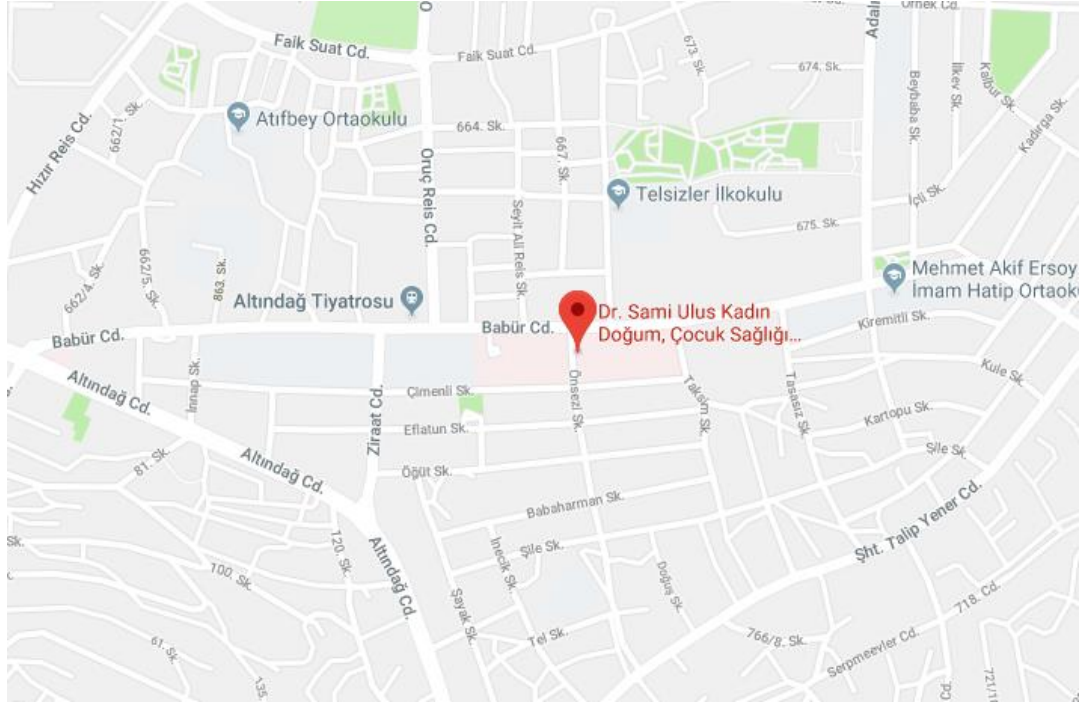 Örnek Cd.
Faik Suat Cd.
Faik Suat Cd.
673. Sk.
674. Sk.
Beybaba Sk.
İlkev Sk.
Kalbur Sk.
Kadırga Sk.
662/1. Sk.
Atıfbey Ortaokulu
664. Sk.
667. Sk.
Hızır Reis Cd.
Oruç Reis Cd.
Seyit Ali Reis Sk.
Telsizler İlkokulu
İçli Sk.
675. Sk.
662/4. Sk.
662/5. Sk.
863. Sk.
Altındağ Tiyatrosu
Mehmet Akif Ersoy
İmam Hatip Ortaoku
Babür Cd.
Babür Cd.
Dr. Sami Ulus Kadın
Doğum, Çocuk Sağlığı...
Kiremitli Sk.
Kule Sk.
Altındağ Cd.
İnnap Sk.
Çimenli Sk.
Önsezi Sk.
Taksim Sk.
Tasasız Sk.
Kartopu Sk.
Ziraat Cd.
Eflatun Sk.
Şile Sk.
81. Sk.
Altındağ Cd.
Öğüt Sk.
Babaharman Sk.
Şht. Talip Yener Cd.
Sk.
120. Sk.
Altındağ Cd.
İnecik Sk.
Şile Sk.
100. Sk.
Doğuş Sk.
Şayak Sk.
718. Cd.
61. Sk.
Tel Sk.
766/8. Sk.
Serpmeevler Cd.
135.
Cd.
721/1